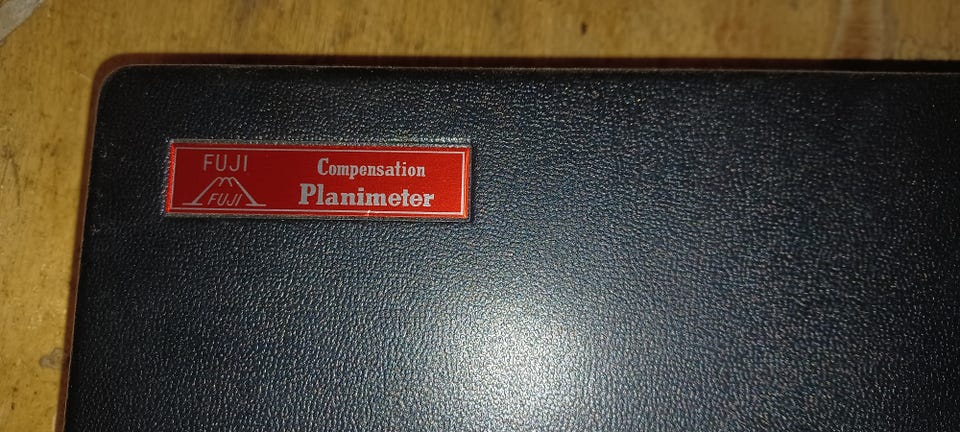 FUJI
FUJI
Compensation
Planimeter